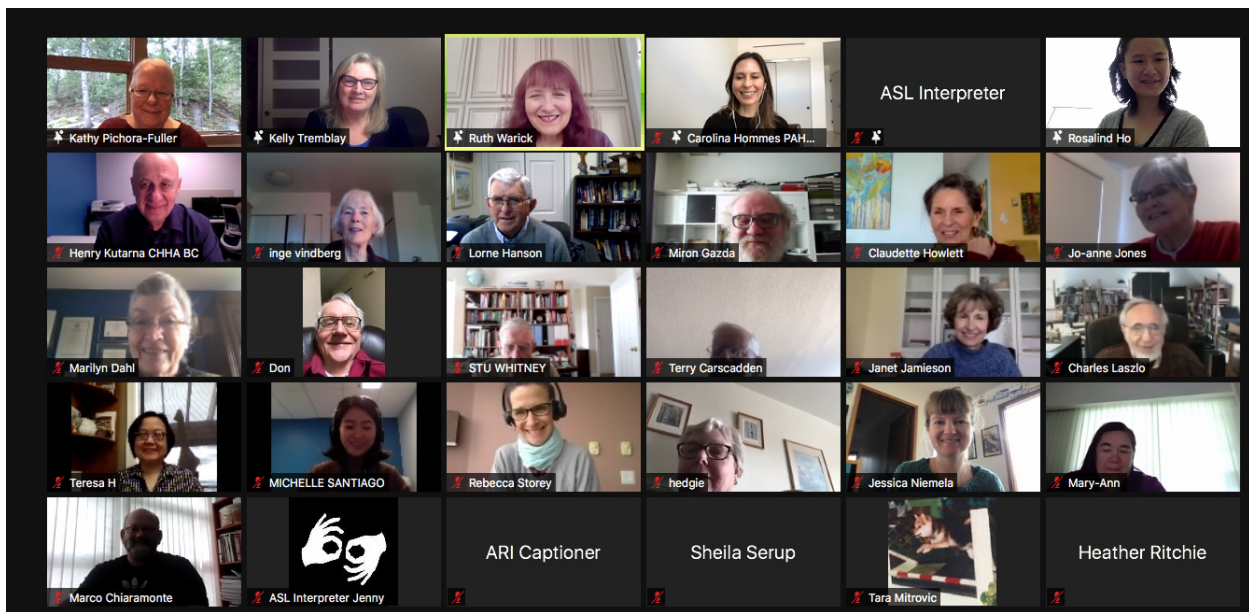 Kathy Pichora-Fuller
Kelly Tremblay
Ruth Warick
Carolina Hommes PAH...
ASL Interpreter
Rosalind Ho
Henry Kutarna CHHA BC
inge vindberg
Lorne Hanson
Miron Gazda
Claudette Howlett
Jo-anne Jones
Marilyn Dahl
Don
STU WHITNEY
Terry Carscadden
Janet Jamieson
Charles Laszlo
Teresa H
MICHELLE SANTIAGO
Rebecca Storey
hedgie
Jessica Niemela
Mary-Ann
Marco Chiaramonte
ASL Interpreter Jenny
ARI Captioner
Sheila Serup
Tara Mitrovic
Heather Ritchie